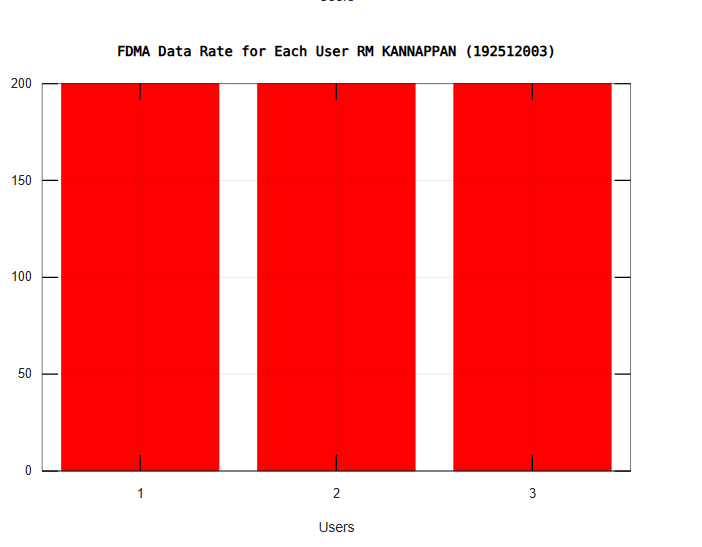 FDMA Data Rate for Each User RM KANNAPPAN (192512003)
200
150
100
50
0
1 2 3
Users